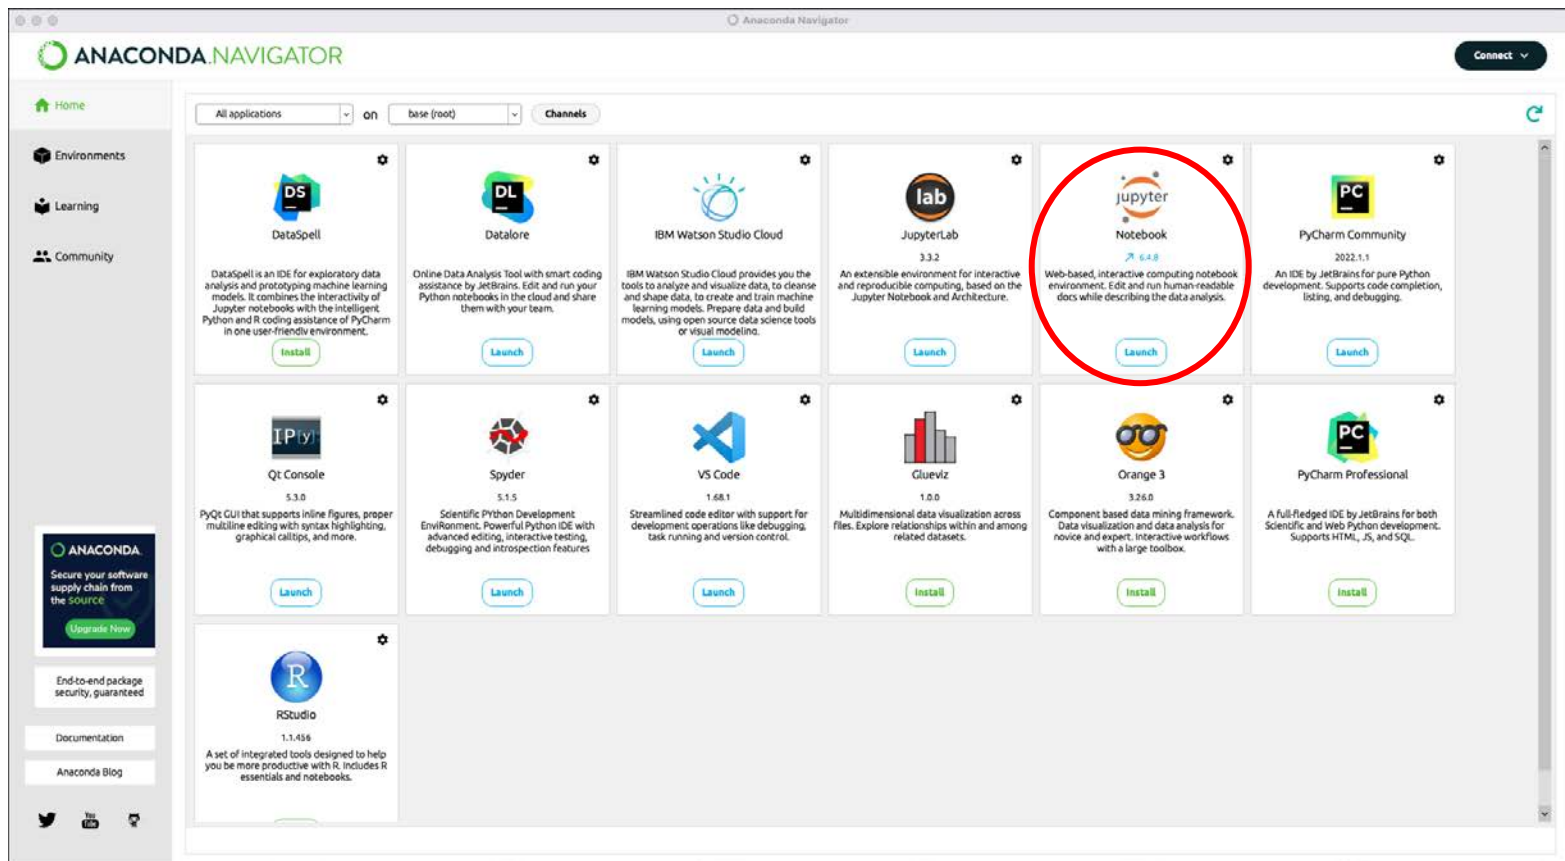 Anaconda Navigator
ANACONDA.NAVIGATOR
Connect
Home
Environments
Learning
Community
All applications
on
base (root)
Channels
DS
DataSpell
DataSpell is an IDE for exploratory data
analysis and prototyping machine learning
models. It combines the interactivity of
Jupyter notebooks with the intelligent
Python and R coding assistance of PyCharm
in one user-friendly environment.
Install
DL
Datalore
Online Data Analysis Tool with smart coding
assistance by JetBrains. Edit and run your
Python notebooks in the cloud and share
them with your team.
Launch
IBM Watson Studio Cloud
IBM Watson Studio Cloud provides you the
tools to analyze and visualize data, to cleanse
and shape data, to create and train machine
learning models. Prepare data and build
models, using open source data science tools
or visual modeling.
Launch
lab
JupyterLab
3.3.2
An extensible environment for interactive
and reproducible computing, based on the
Jupyter Notebook and Architecture.
Launch
jupyter
Notebook
6.4.8
Web-based, interactive computing notebook
environment. Edit and run human-readable
docs while describing the data analysis.
Launch
PC
PyCharm Community
2022.1.1
An IDE by JetBrains for pure Python
development. Supports code completion,
listing, and debugging.
Launch
IP[y]:
Qt Console
5.3.0
PyQt GUI that supports inline figures, proper
multiline editing with syntax highlighting,
graphical calltips, and more.
Launch
Spyder
5.1.5
Scientific PYthon Development
EnviRonment. Powerful Python IDE with
advanced editing, interactive testing,
debugging and introspection features
Launch
VS Code
1.68.1
Streamlined code editor with support for
development operations like debugging,
task running and version control.
Launch
Glueviz
1.0.0
Multidimensional data visualization across
files. Explore relationships within and among
related datasets.
Install
Orange 3
3.26.0
Component based data mining framework.
Data visualization and data analysis for
novice and expert. Interactive workflows
with a large toolbox.
Install
PC
PyCharm Professional
A full-fledged IDE by JetBrains for both
Scientific and Web Python development.
Supports HTML, JS, and SQL.
Install
R
RStudio
1.1.456
A set of integrated tools designed to help
you be more productive with R. Includes R
essentials and notebooks.
ANACONDA.
Secure your software
supply chain from
the source
Upgrade Now
End-to-end package
security, guaranteed
Documentation
Anaconda Blog
You
Tube